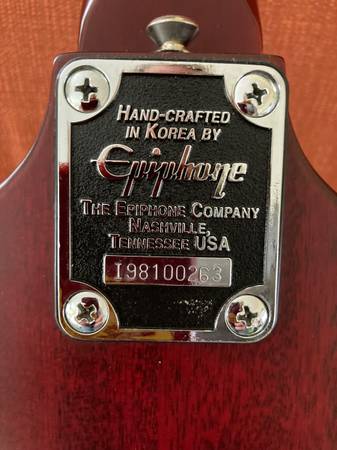 HAND-CRAFTED
IN KOREA BY
Epiphone
THE EPIPHONE COMPANY
NASHVILLE,
TENNESSEE USA
I98100263